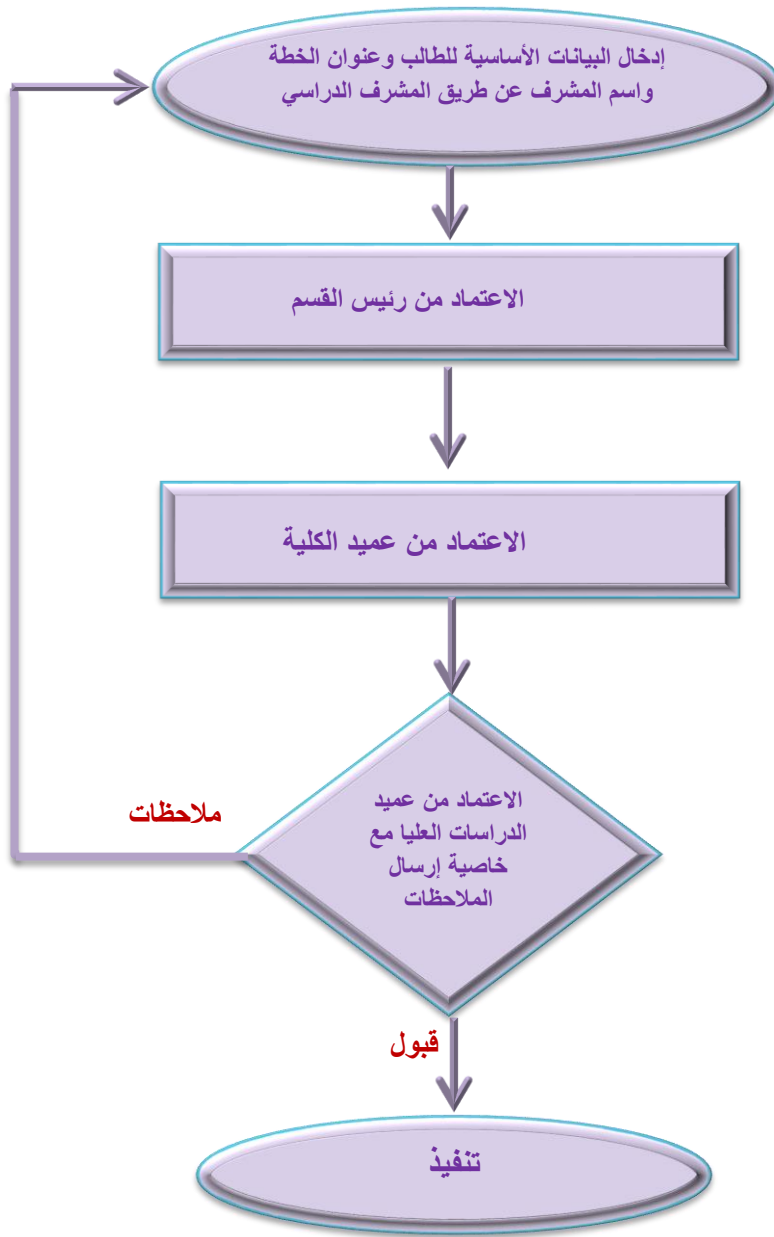 إدخال البيانات الأساسية للطالب وعنوان الخطة
واسم المشرف عن طريق المشرف الدراسي
الاعتماد من رئيس القسم
الاعتماد من عميد الكلية
الاعتماد من عميد
الدراسات العليا مع
خاصية إرسال
الملاحظات
ملاحظات
قبول
تنفيذ